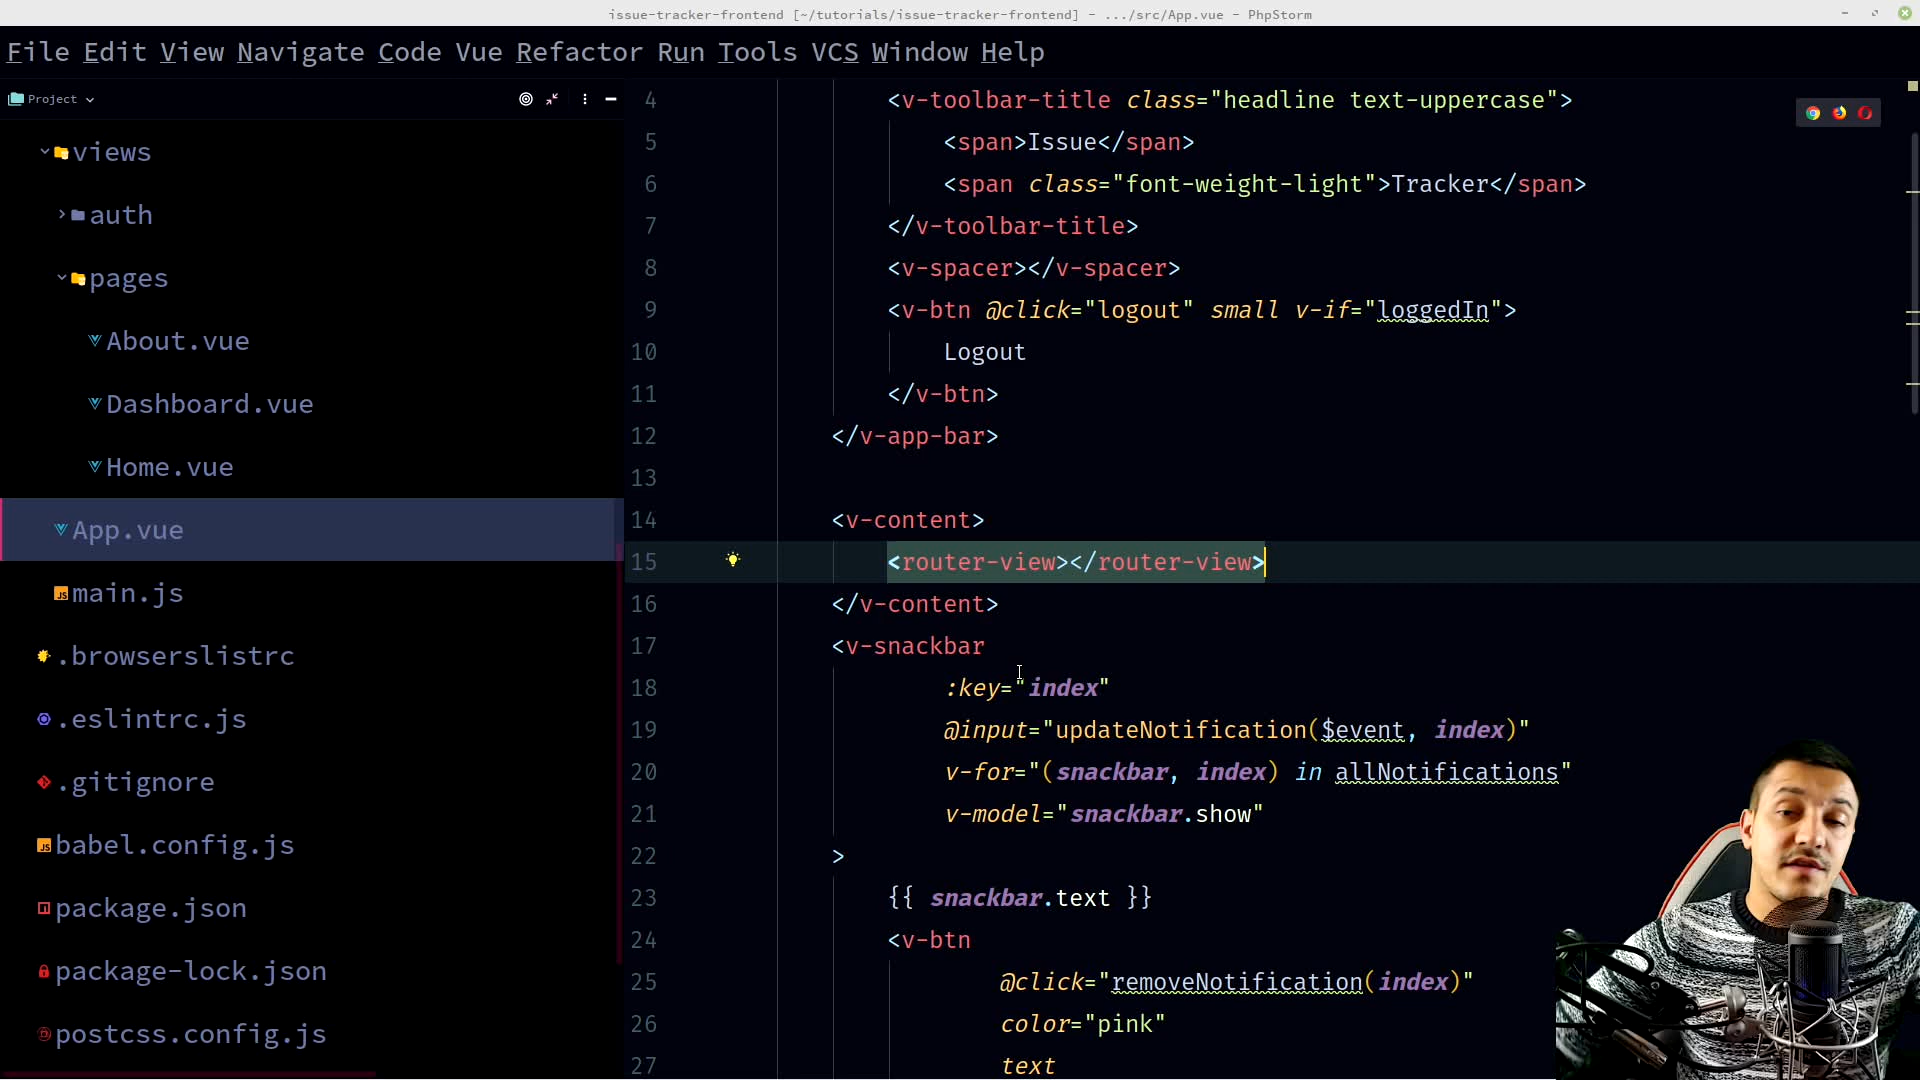 issue-tracker-frontend [~/tutorials/issue-tracker-frontend] - .../src/App.vue - PhpStorm
File Edit View Navigate Code Vue Refactor Run Tools VCS Window Help
Project
views
auth
pages
About.vue
Dashboard.vue
Home.vue
App.vue
main.js
.browserslistrc
.eslintrc.js
.gitignore
babel.config.js
package.json
package-lock.json
postcss.config.js
4 <v-toolbar-title class="headline text-uppercase">
5 <span>Issue</span>
6 <span class="font-weight-light">Tracker</span>
7 </v-toolbar-title>
8 <v-spacer></v-spacer>
9 <v-btn @click="logout" small v-if="loggedIn">
10 Logout
11 </v-btn>
12 </v-app-bar>
13
14 <v-content>
15 <router-view></router-view>
16 </v-content>
17 <v-snackbar
18 :key="index"
19 @input="updateNotification($event, index)"
20 v-for="(snackbar, index) in allNotifications"
21 v-model="snackbar.show"
22 >
23 {{ snackbar.text }}
24 <v-btn
25 @click="removeNotification(index)"
26 color="pink"
27 text